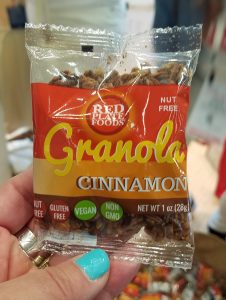 RED
PLATE
FOODS
NUT
FREE
Granola
CINNAMON
NUT
FREE
GLUTEN
FREE
VEGAN
NON
GMO
NET WT 1 oz (28g